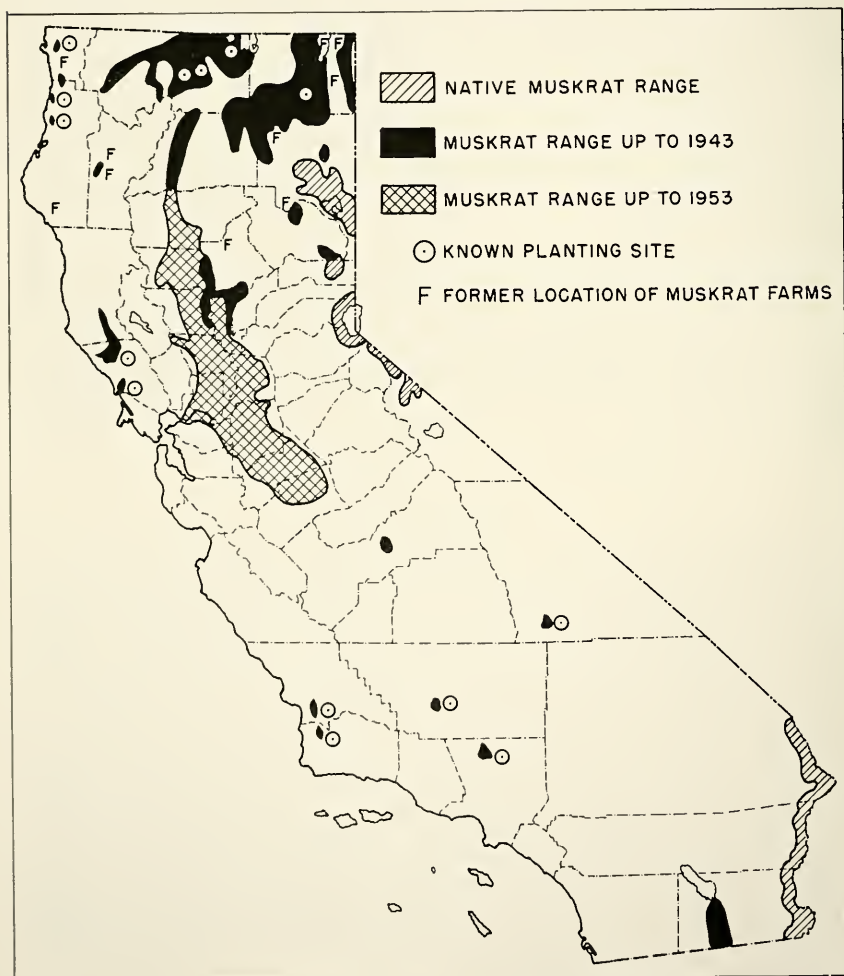 F
F F
F
F
F
F
F
F
F
F
NATIVE MUSKRAT RANGE
MUSKRAT RANGE UP TO 1943
MUSKRAT RANGE UP TO 1953
KNOWN PLANTING SITE
F FORMER LOCATION OF MUSKRAT FARMS